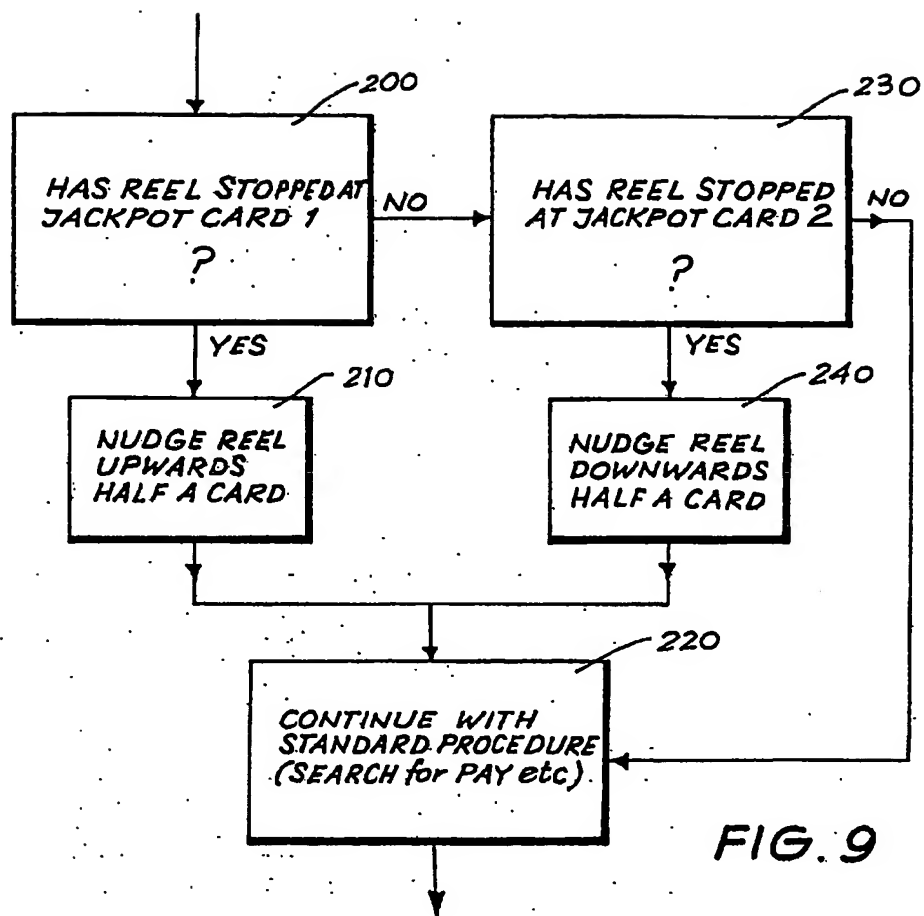 200
HAS REEL STOPPED AT
JACKPOT CARD 1
?
NO
230
HAS REEL STOPPED
AT JACKPOT CARD 2
?
NO
YES
210
NUDGE REEL
UPWARDS
HALF A CARD
YES
240
NUDGE REEL
DOWNWARDS
HALF A CARD
220
CONTINUE WITH
STANDARD PROCEDURE
(SEARCH for PAY etc)
FIG. 9